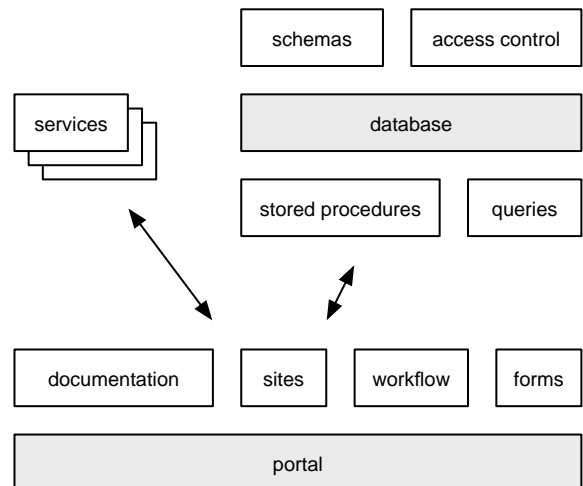 schemas
access control
services
database
stored procedures
queries
documentation
sites
workflow
forms
portal